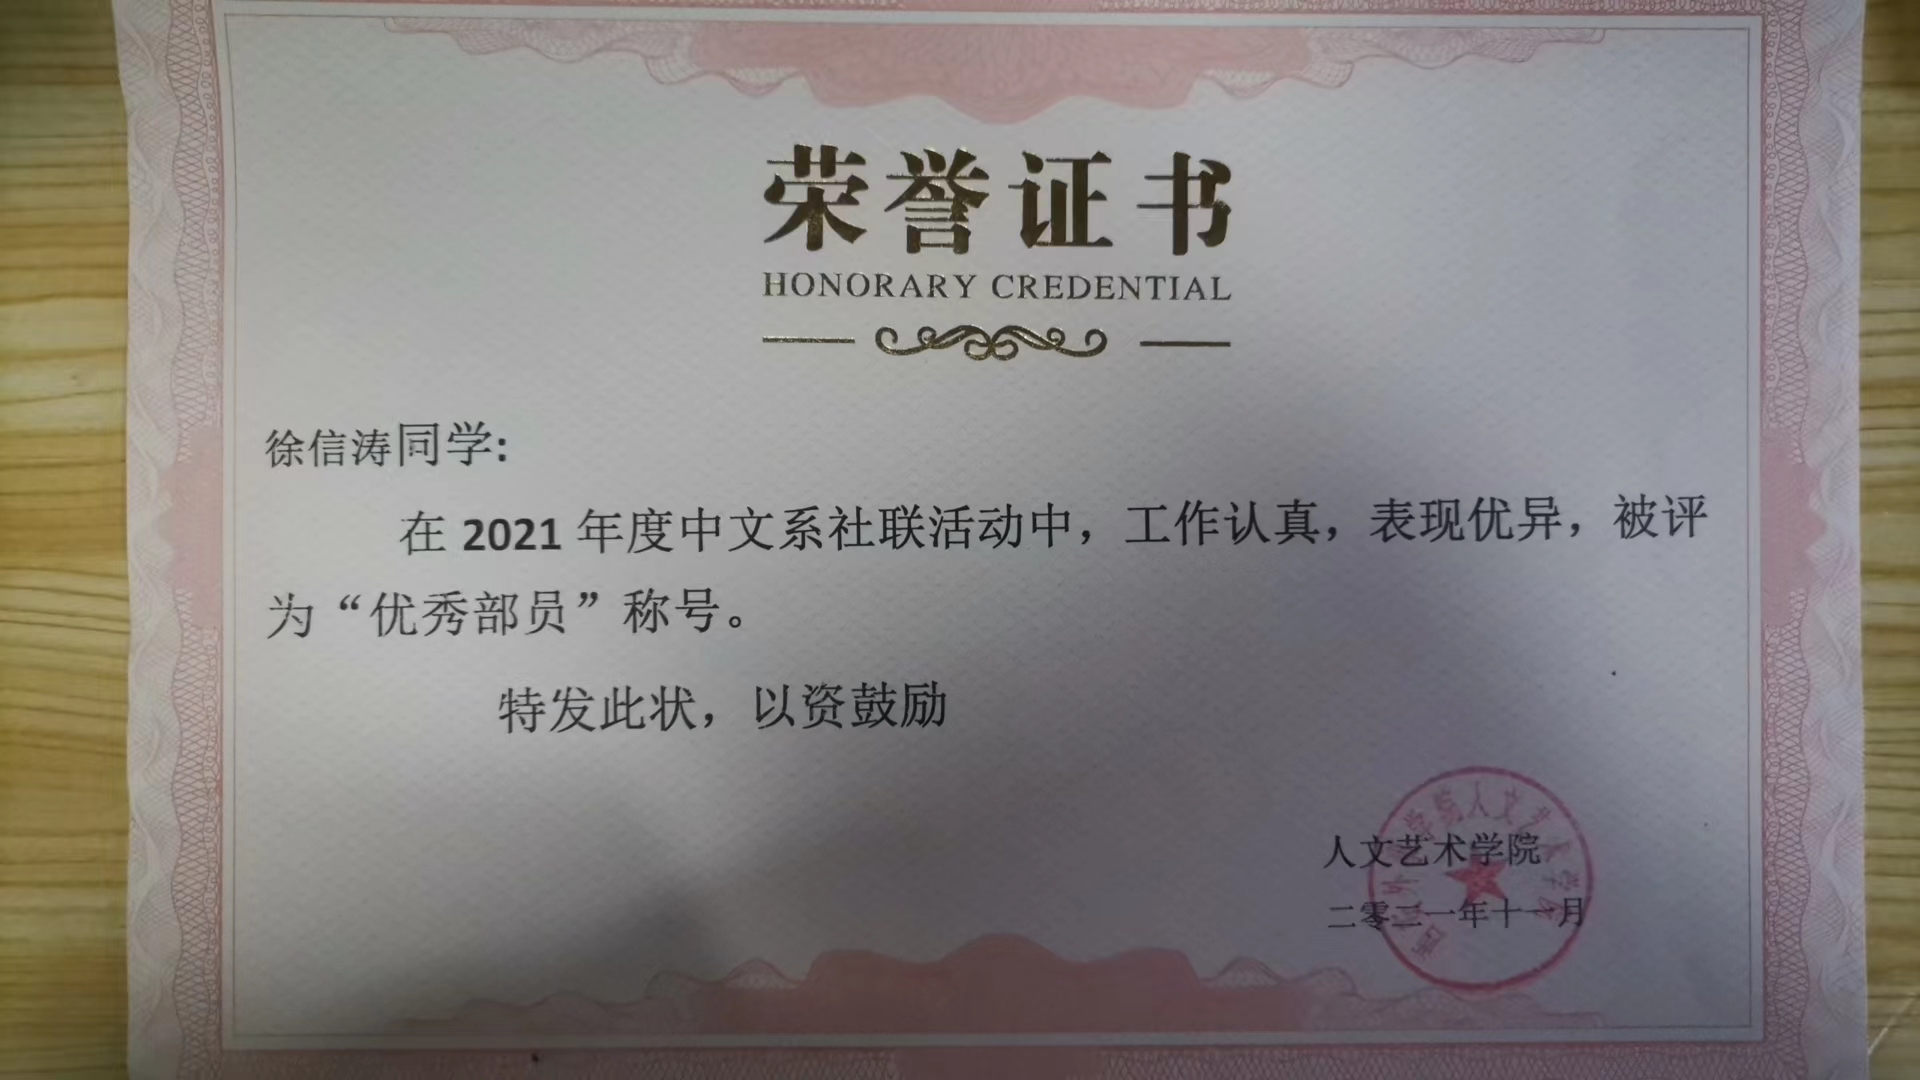 荣誉证书
HONORARY CREDENTIAL
徐信涛同学:
在 2021 年度中文系社联活动中，工作认真，表现优异，被评
为“优秀部员”称号。
特发此状，以资鼓励
人文艺术学院
二零二一年十一月